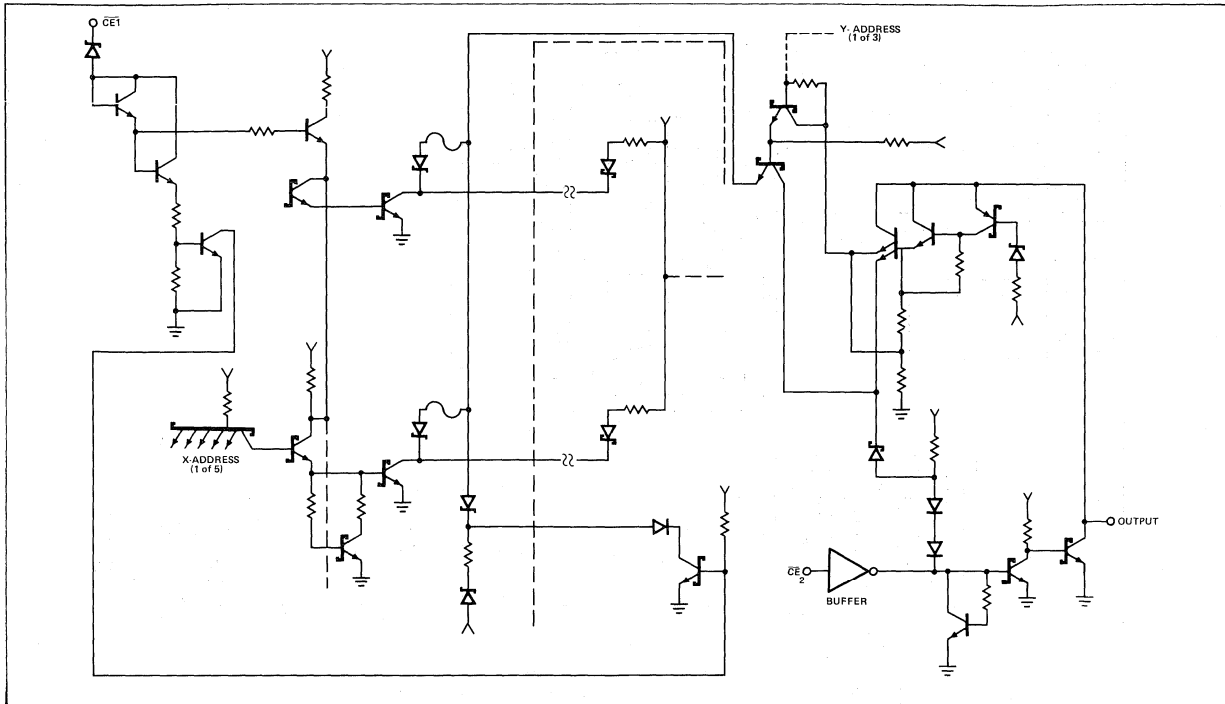 CE1
Y- ADDRESS
(1 of 3)
X-ADDRESS
(1 of 5)
OUTPUT
CE
2
BUFFER